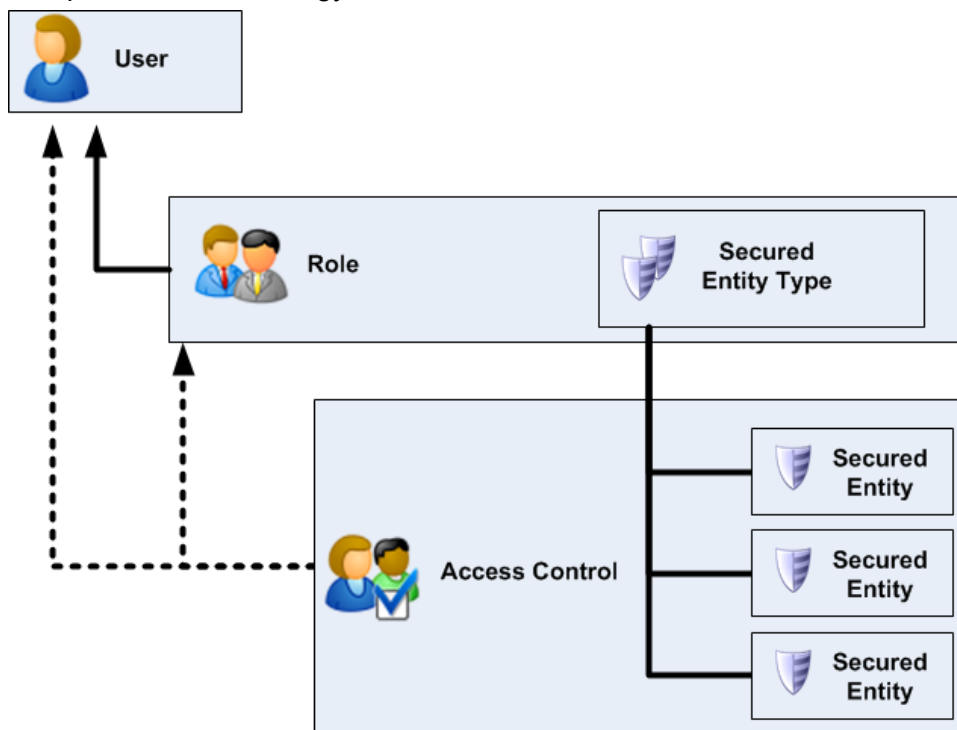 User
Role
Secured
Entity Type
Secured
Entity
Access Control
Secured
Entity
Secured
Entity